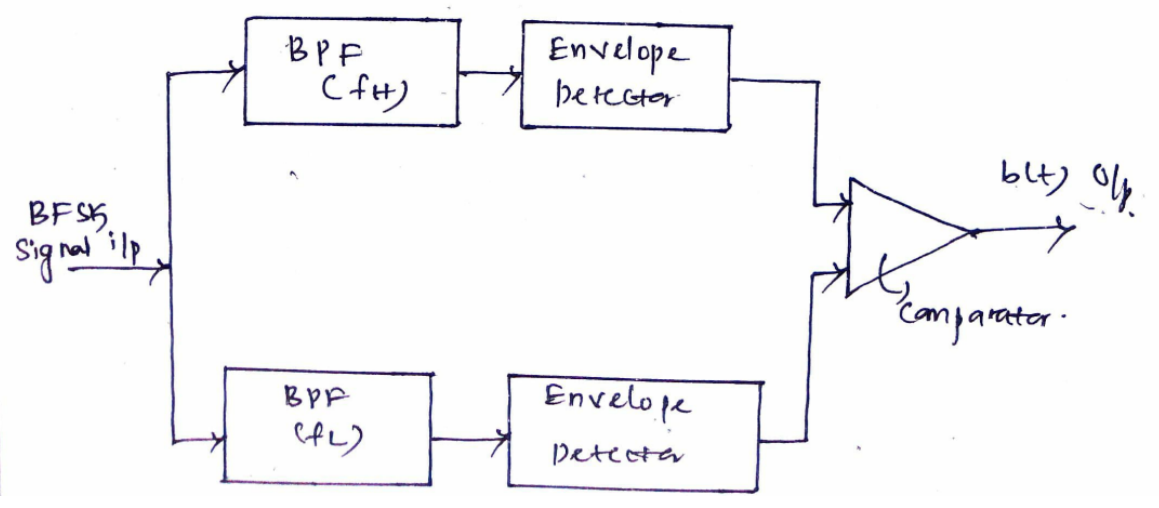 BPF
(fH)
Envelope
Detector
BFSK
Signal i/p
b(t) O/p.
Comparator.
BPF
(fL)
Envelope
Detector